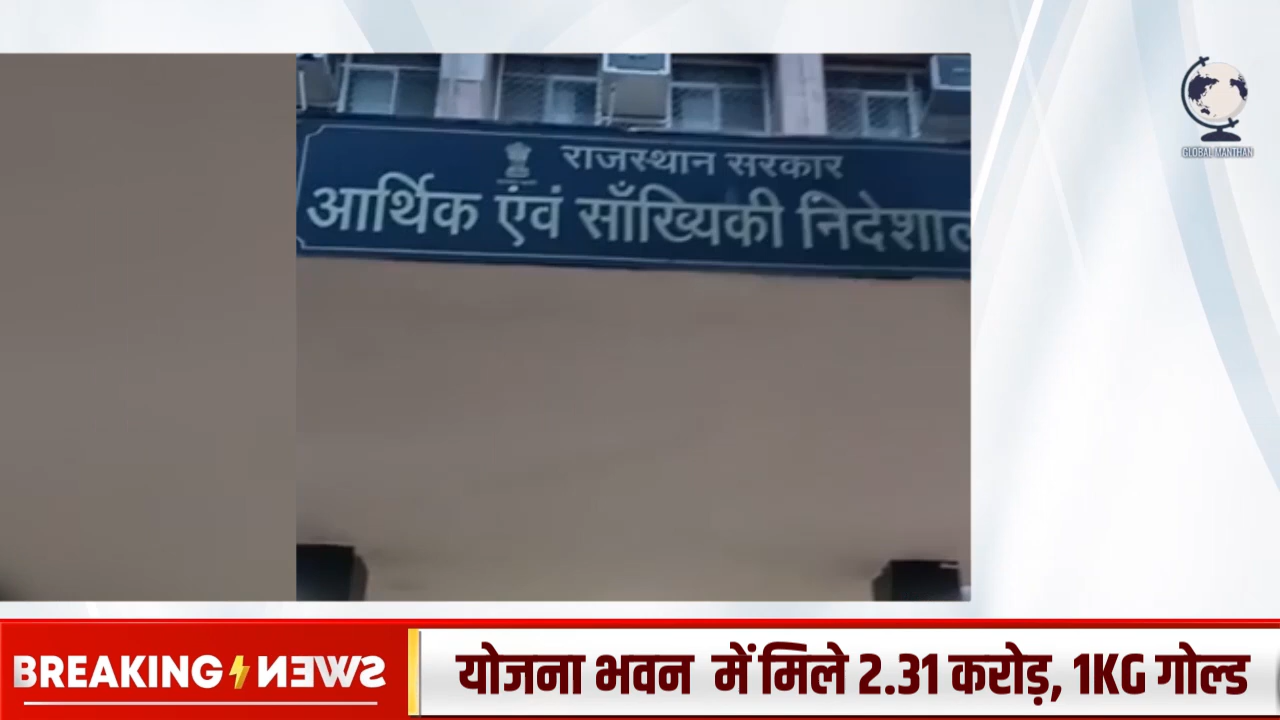 राजस्थान सरकार
आर्थिक एंवं साँख्यिकी निदेशाल
GLOBAL MANTHAN
BREAKING NEWS
योजना भवन में मिले 2.31 करोड़, 1KG गोल्ड